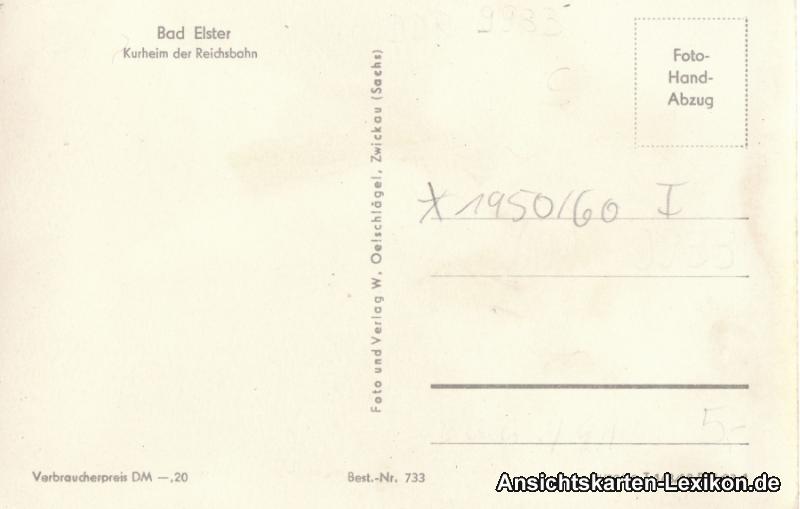 Bad Elster
Kurheim der Reichsbahn
Foto und Verlag W. Oelschlägel, Zwickau (Sachs)
Foto-
Hand-
Abzug
9933
1950/60 I
5-
Verbraucherpreis DM —,20
Best.-Nr. 733
Ansichtskarten-Lexikon.de